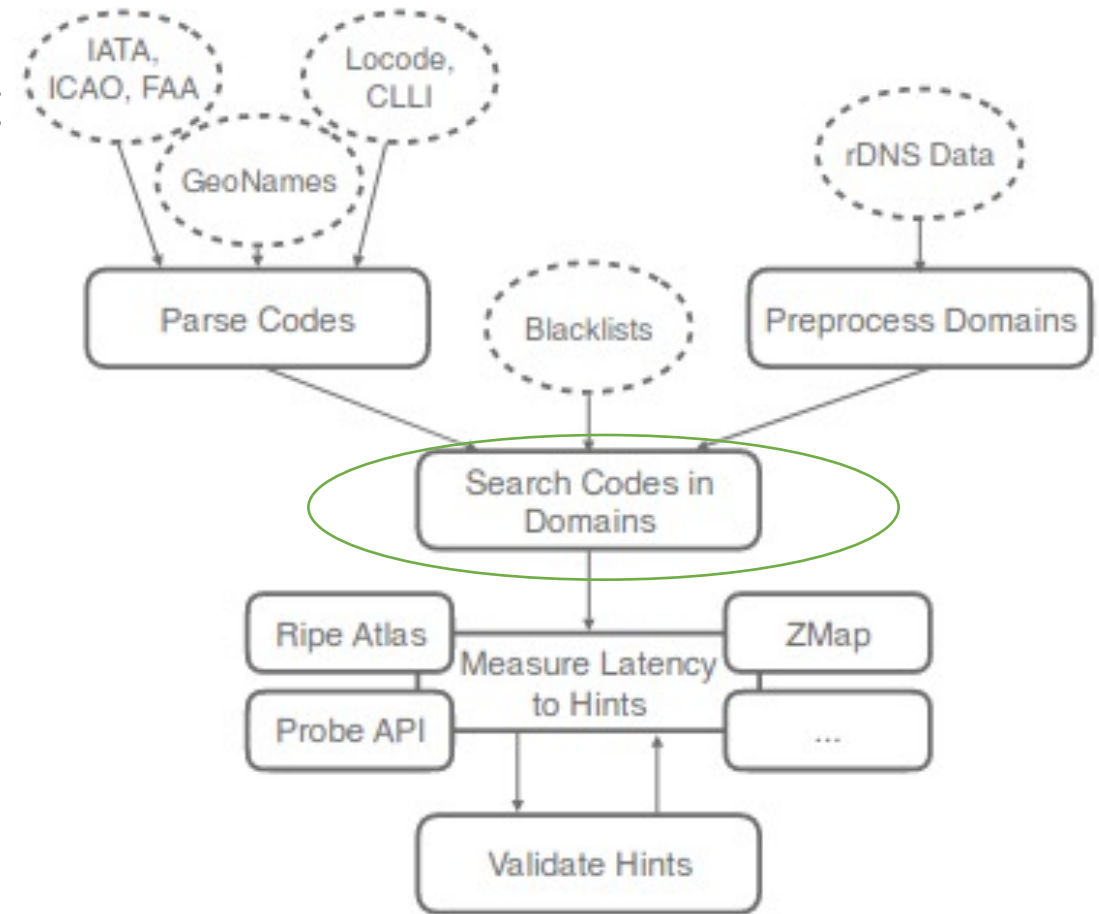 IATA,
ICAO, FAA
Locode,
CLLI
GeoNames
rDNS Data
Parse Codes
Blacklists
Preprocess Domains
Search Codes in
Domains
Ripe Atlas
ZMap
Measure Latency
to Hints
Probe API
...
Validate Hints